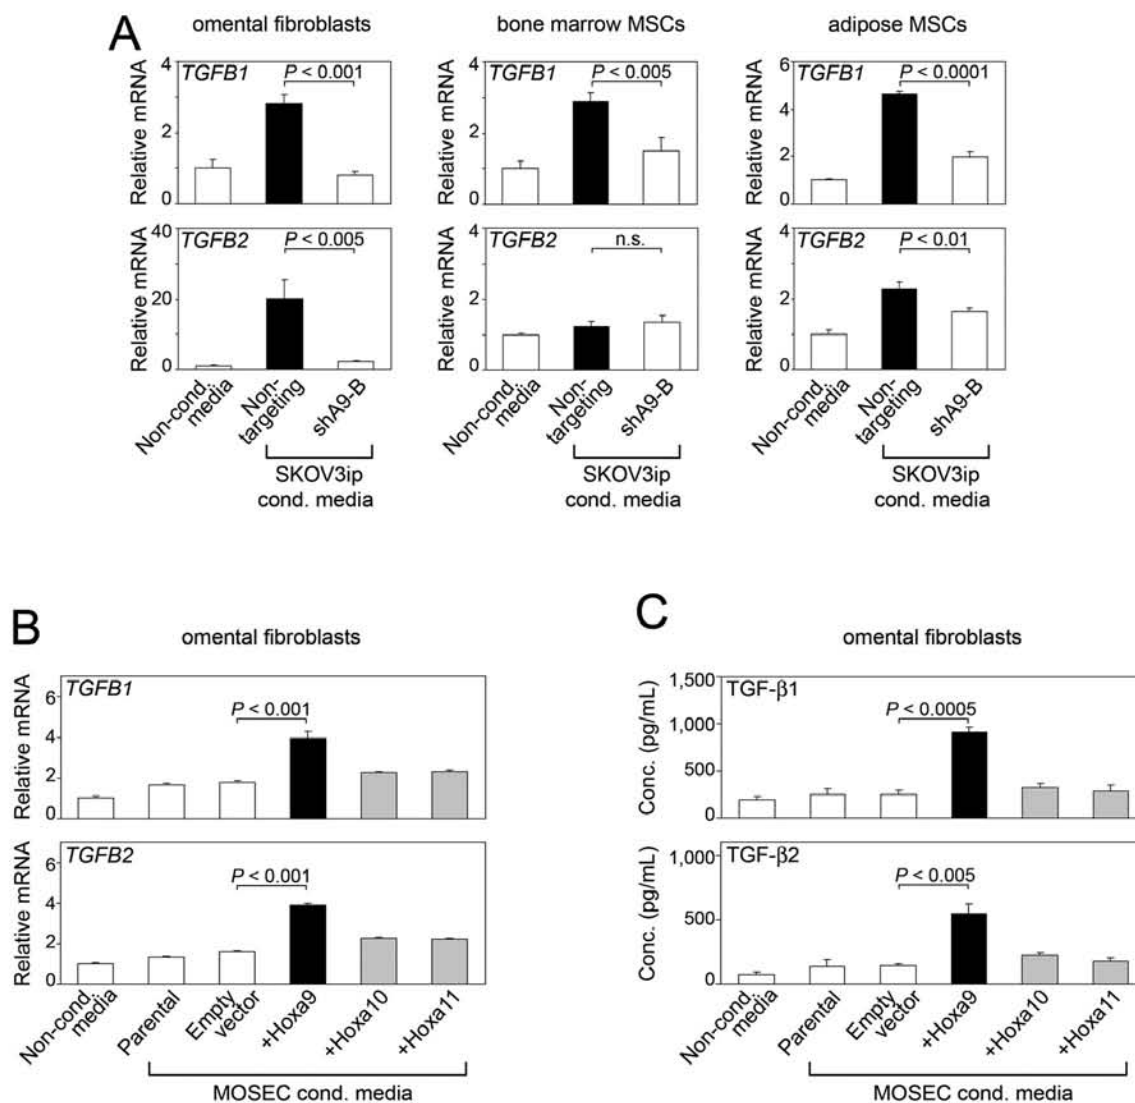 A
omental fibroblasts
bone marrow MSCs
adipose MSCs
Relative mRNA
4
2
0
TGFB1
P < 0.001
Relative mRNA
4
2
0
TGFB1
P < 0.005
Relative mRNA
6
4
2
0
TGFB1
P < 0.0001
Relative mRNA
40
20
0
TGFB2
P < 0.005
Relative mRNA
4
2
0
TGFB2
n.s.
Relative mRNA
4
2
0
TGFB2
P < 0.01
Non-cond.
media
Non-
targeting
shA9-B
SKOV3ip
cond. media
Non-cond.
media
Non-
targeting
shA9-B
SKOV3ip
cond. media
Non-cond.
media
Non-
targeting
shA9-B
SKOV3ip
cond. media
B
omental fibroblasts
Relative mRNA
6
4
2
0
TGFB1
P < 0.001
Relative mRNA
6
4
2
0
TGFB2
P < 0.001
Non-cond.
media
Parental
Empty
vector
+Hoxa9
+Hoxa10
+Hoxa11
MOSEC cond. media
C
omental fibroblasts
Conc. (pg/mL)
1,500
1,000
500
0
TGF-β1
P < 0.0005
Conc. (pg/mL)
1,000
500
0
TGF-β2
P < 0.005
Non-cond.
media
Parental
Empty
vector
+Hoxa9
+Hoxa10
+Hoxa11
MOSEC cond. media